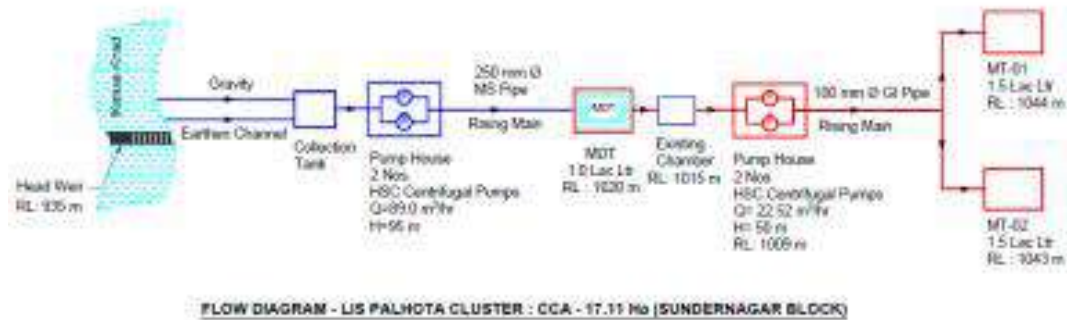 Gravity
Earthen Channel
Head Weir
RL: 935 m
Collection
Tank
Pump House
2 Nos
HSC Centrifugal Pumps
Q=89.0 m³/hr
H=95 m
250 mm Ø
MS Pipe
Rising Main
MDT
MDT
1.0 Lac Ltr
RL : 1020 m
Existing
Chamber
RL: 1015 m
Pump House
2 Nos
HSC Centrifugal Pumps
Q= 22.52 m³/hr
H= 50 m
RL: 1009 m
100 mm Ø GI Pipe
Rising Main
MT-01
1.5 Lac Ltr
RL : 1044 m
MT-02
1.5 Lac Ltr
RL : 1043 m
FLOW DIAGRAM - LIS PALHOTA CLUSTER : CCA - 17.11 Ha (SUNDERNAGAR BLOCK)